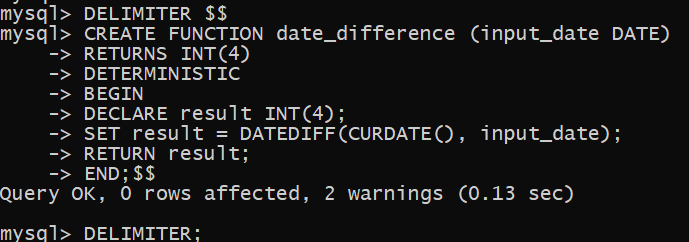 mysql> DELIMITER $$
mysql> CREATE FUNCTION date_difference (input_date DATE)
    -> RETURNS INT(4)
    -> DETERMINISTIC
    -> BEGIN
    -> DECLARE result INT(4);
    -> SET result = DATEDIFF(CURDATE(), input_date);
    -> RETURN result;
    -> END;$$
Query OK, 0 rows affected, 2 warnings (0.13 sec)

mysql> DELIMITER;